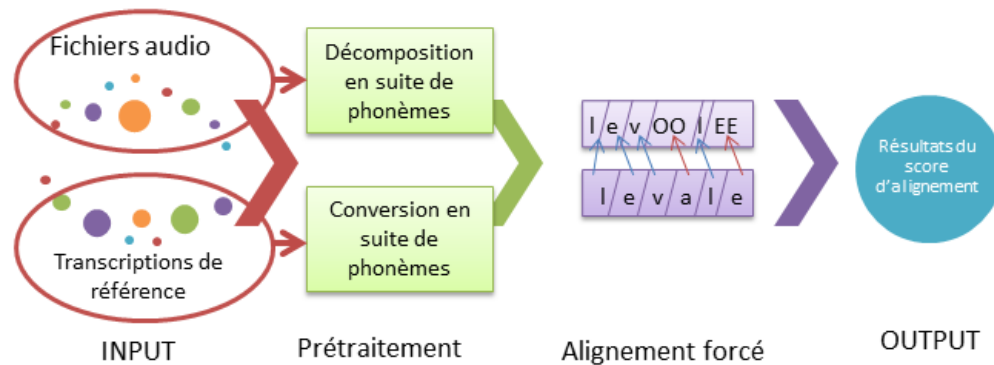 Fichiers audio
Décomposition
en suite de
phonèmes
l e v OO l EE
l e v a l e
Résultats du
score
d'alignement
Conversion en
suite de
phonèmes
Transcriptions de
référence
INPUT
Prétraitement
Alignement forcé
OUTPUT